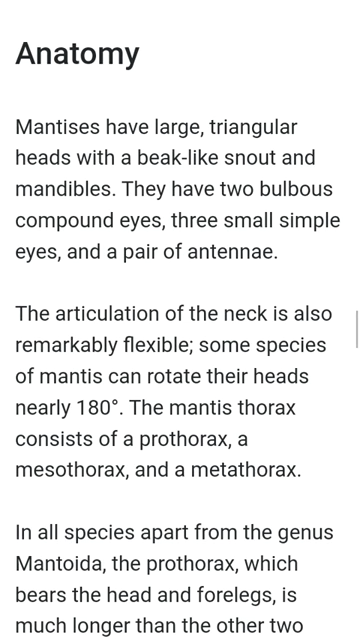 Anatomy
Mantises have large, triangular
heads with a beak-like snout and
mandibles. They have two bulbous
compound eyes, three small simple
eyes, and a pair of antennae.
The articulation of the neck is also
remarkably flexible; some species
of mantis can rotate their heads
nearly 180°. The mantis thorax
consists of a prothorax, a
mesothorax, and a metathorax.
In all species apart from the genus
Mantoida, the prothorax, which
bears the head and forelegs, is
much longer than the other two